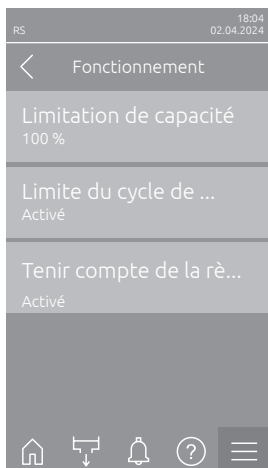 18:04
RS 02.04.2024
Fonctionnement
Limitation de capacité
100 %
Limite du cycle de ...
Activé
Tenir compte de la rè...
Activé
?